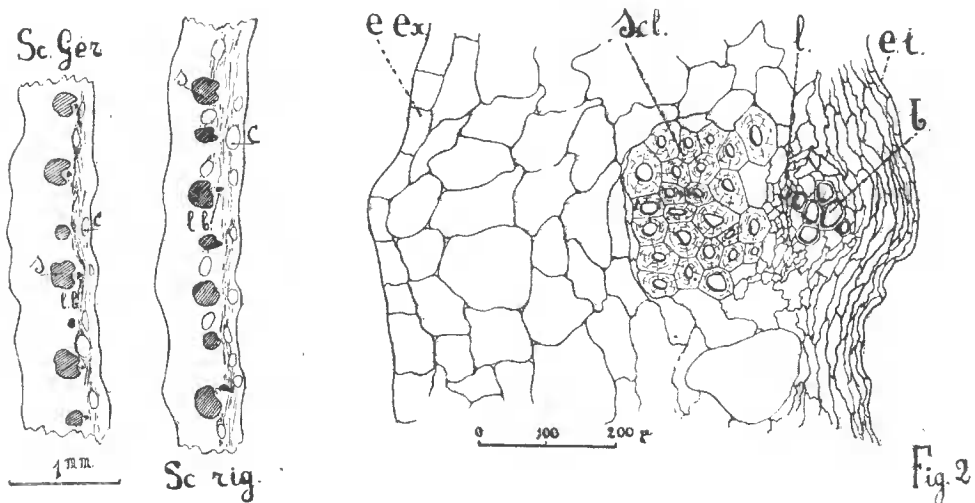 Sc. Gér
s
c
s
l.b
1 mm.
s
c
l b
Sc rig.
e ex
Scl.
l.
e.i.
b
0 100 200 µ
Fig. 2